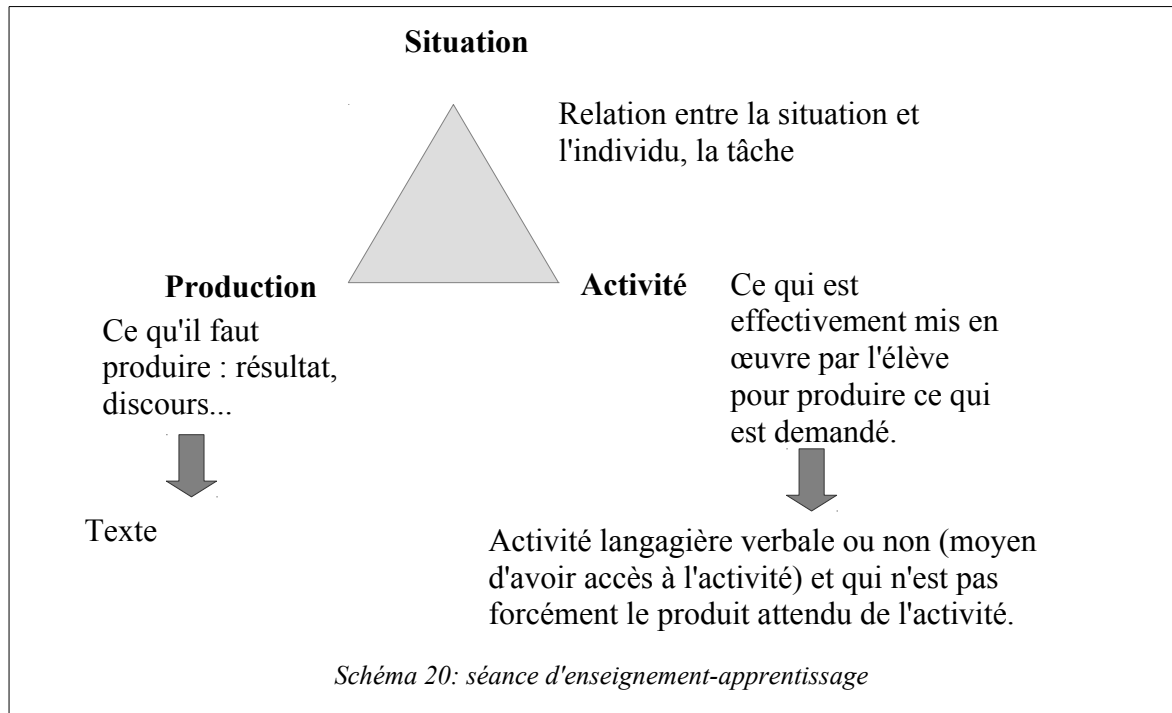 Situation
Relation entre la situation et
l'individu, la tâche
Production
Ce qu'il faut
produire : résultat,
discours...
Texte
Activité
Ce qui est
effectivement mis en
œuvre par l'élève
pour produire ce qui
est demandé.
Activité langagière verbale ou non (moyen
d'avoir accès à l'activité) et qui n'est pas
forcément le produit attendu de l'activité.
Schéma 20: séance d'enseignement-apprentissage